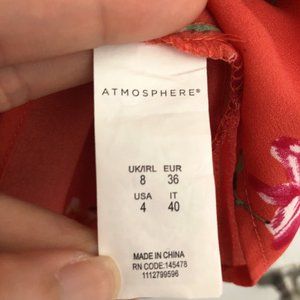 ATMOSPHERE®
UK/IRL EUR
8 36
USA IT
4 40
MADE IN CHINA
RN CODE: 145478
1112799596